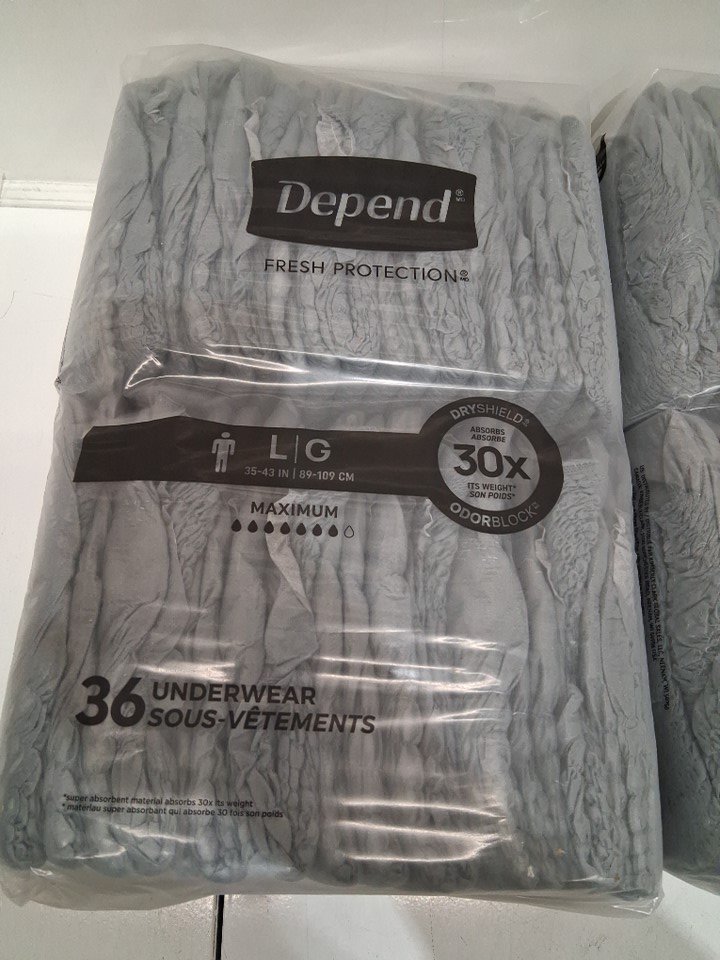 Depend®
MD
FRESH PROTECTION®
MD
L|G
35-43 IN | 89-109 CM
MAXIMUM
DRYSHIELD®
ABSORBS
ABSORBE
30x
ITS WEIGHT*
SON POIDS*
ODORBLOCK®
36 UNDERWEAR
SOUS-VÊTEMENTS
*super absorbent material absorbs 30x its weight
* matériau super absorbant qui absorbe 30 fois son poids